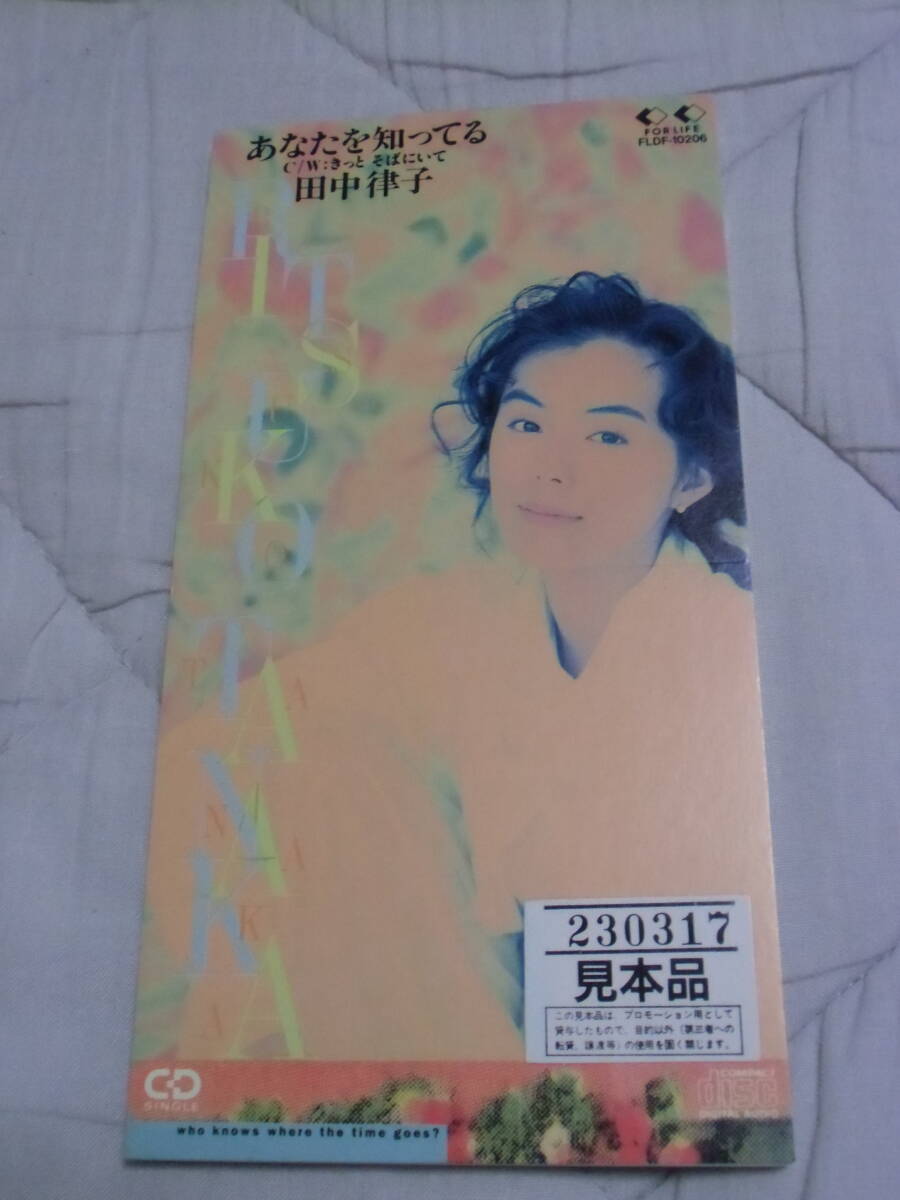 あなたを知ってる
C/W:きっと そばにいて
田中律子
FOR LIFE
FLDF-10206
RITSUKO
TANAKA
TANAKA
230317
見本品
この見本品は、プロモーション用として
貸与したもので、目的以外(第三者への
転貸、譲渡等)の使用を固く禁じます。
CD
SINGLE
COMPACT
disc
DIGITAL AUDIO
who knows where the time goes?